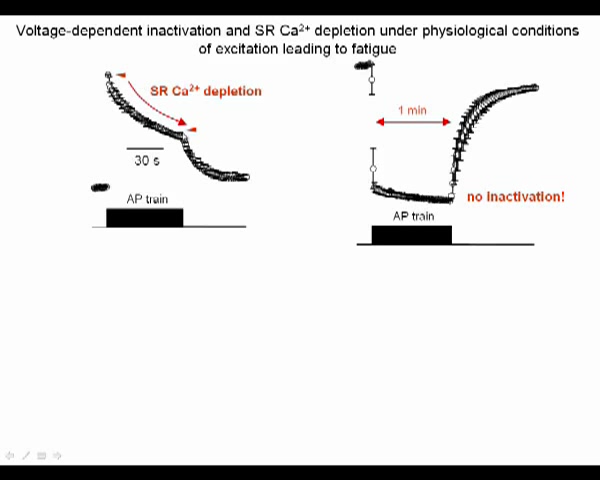 Voltage-dependent inactivation and SR Ca²⁺ depletion under physiological conditions
of excitation leading to fatigue
SR Ca²⁺ depletion
1 min
30 s
no inactivation!
AP train
AP train